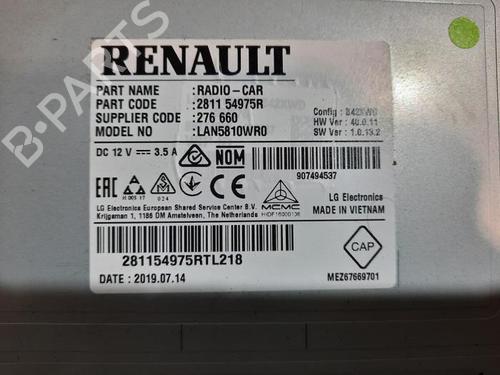 RENAULT
PART NAME : RADIO-CAR
PART CODE : 2811 54975R
SUPPLIER CODE : 276 660
MODEL NO : LAN5810WR0
Config :
HW Ver : 40.0.11
SW Ver : 1.0.13.2
DC 12 V 3.5 A
NOM
907494537
EAC
024
MCMC
LG Electronics
MADE IN VIETNAM
LG Electronics European Shared Service Center B.V.
Krijgsman 1, 1186 DM Amstelveen, The Netherlands
CAP
281154975RTL218
DATE : 2019.07.14
MEZ67669701
B-PARTS